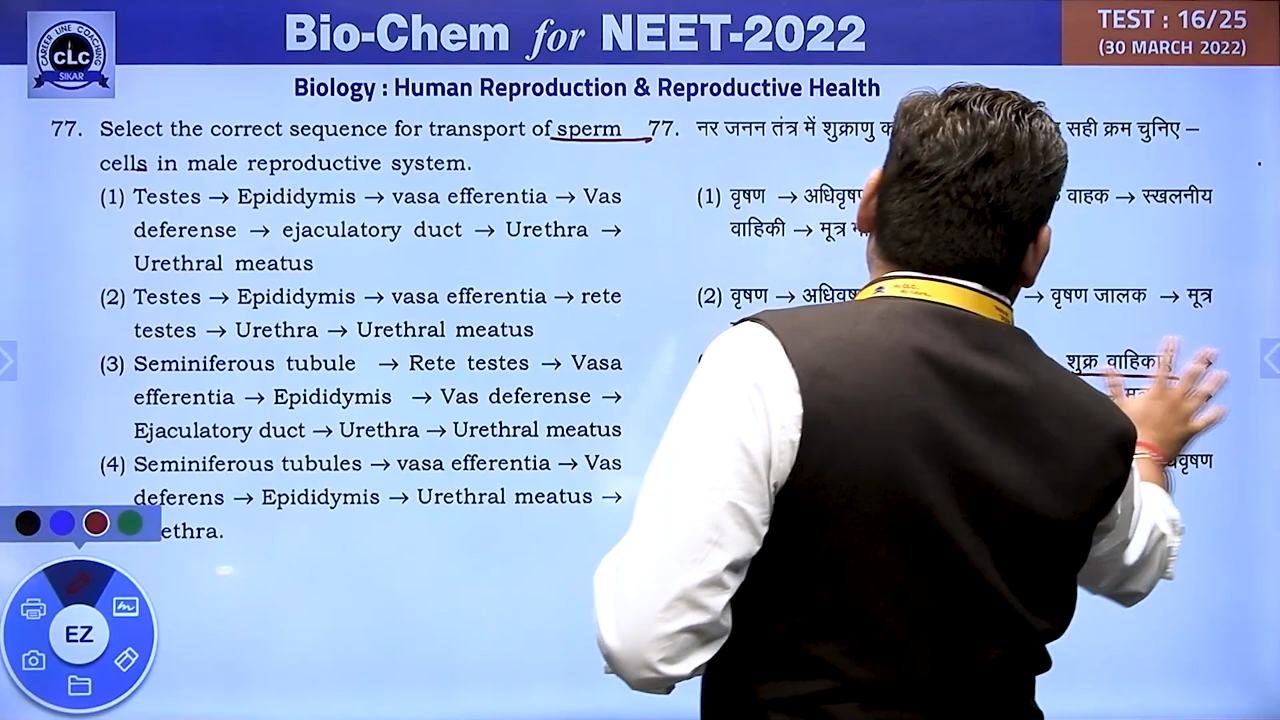 CAREER LINE COACHING
CLC
SIKAR
Bio-Chem for NEET-2022
TEST : 16/25
(30 MARCH 2022)
Biology : Human Reproduction & Reproductive Health
77. Select the correct sequence for transport of sperm
cells in male reproductive system.
(1) Testes → Epididymis → vasa efferentia → Vas
deferense → ejaculatory duct → Urethra →
Urethral meatus
(2) Testes → Epididymis → vasa efferentia → rete
testes → Urethra → Urethral meatus
(3) Seminiferous tubule → Rete testes → Vasa
efferentia → Epididymis → Vas deferense →
Ejaculatory duct → Urethra → Urethral meatus
(4) Seminiferous tubules → vasa efferentia → Vas
deferens → Epididymis → Urethral meatus →
ethra.
77. नर जनन तंत्र में शुक्राणु सही क्रम चुनिए –
(1) वृषण → वाहक → स्खलनीय
वाहिकी → मूत्र
(2) वृषण → → वृषण जालक → मूत्र
शुक्र →
EZ